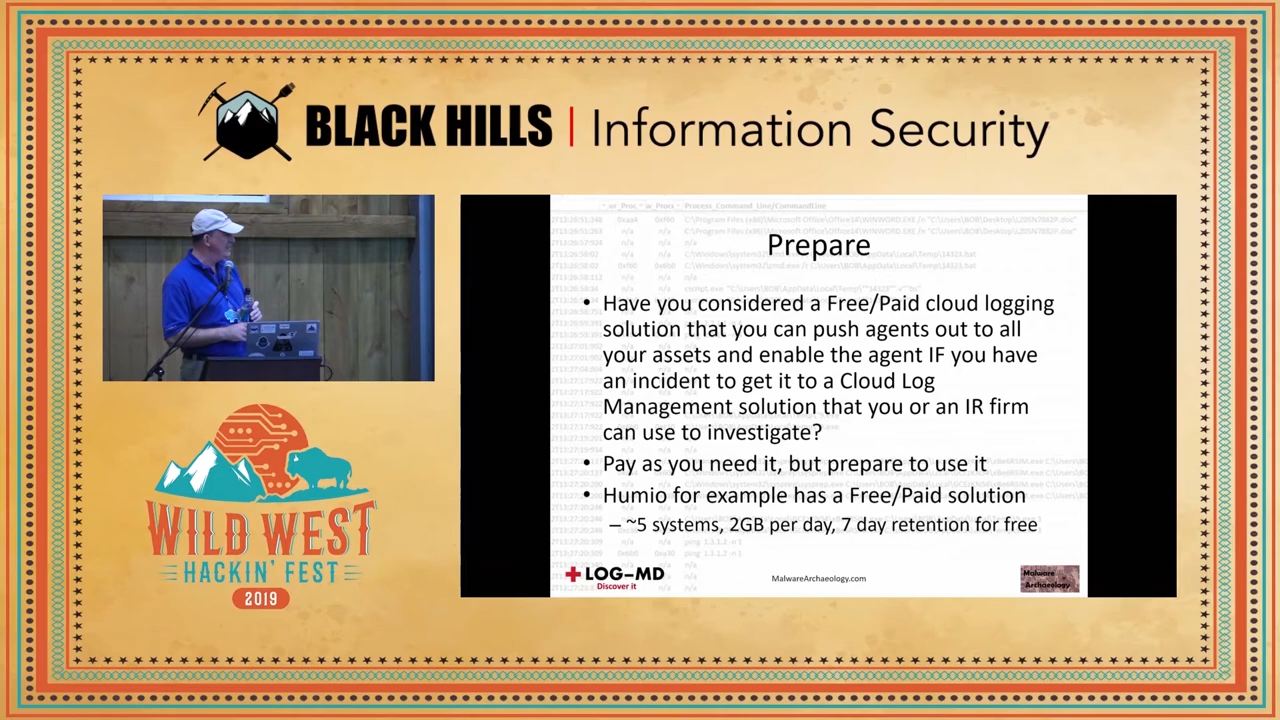 BLACK HILLS | Information Security
Prepare
• Have you considered a Free/Paid cloud logging
solution that you can push agents out to all
your assets and enable the agent IF you have
an incident to get it to a Cloud Log
Management solution that you or an IR firm
can use to investigate?
• Pay as you need it, but prepare to use it
• Humio for example has a Free/Paid solution
– ~5 systems, 2GB per day, 7 day retention for free
LOG-MD
Discover it
MalwareArchaeology.com
Malware
Archaeology
WILD WEST
HACKIN' FEST
2019